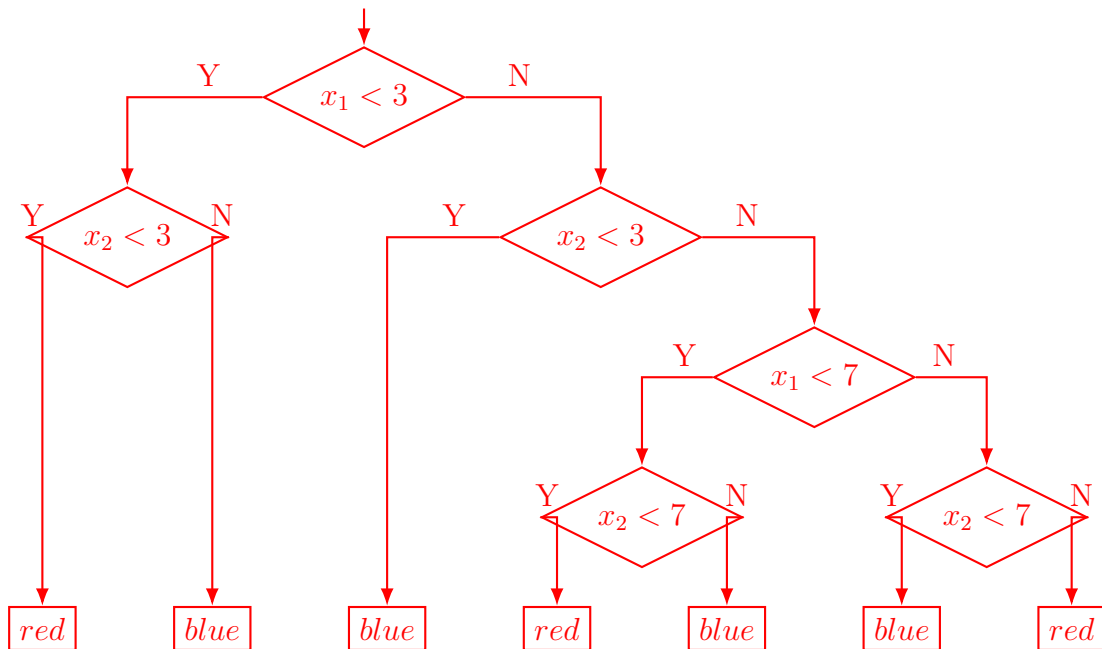 Y N
x₁ < 3
Y N Y N
x₂ < 3 x₂ < 3
Y N
x₁ < 7
Y N Y N
x₂ < 7 x₂ < 7
red blue blue red blue blue red